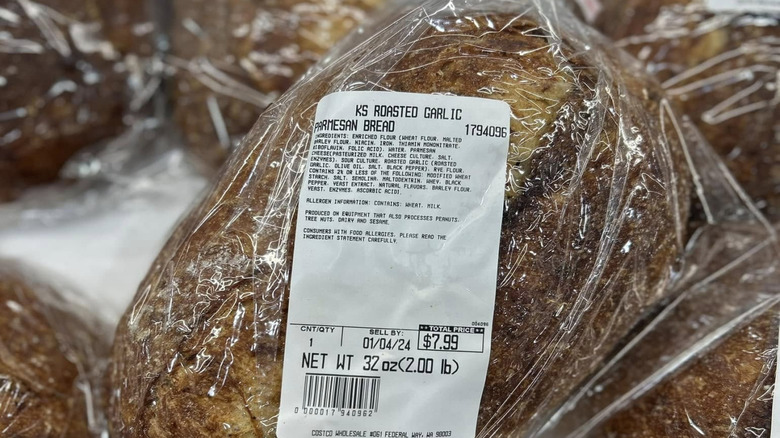 KS ROASTED GARLIC
PARMESAN BREAD 1794096
INGREDIENTS: ENRICHED FLOUR (WHEAT FLOUR, MALTED
BARLEY FLOUR, NIACIN, IRON, THIAMIN MONONITRATE,
RIBOFLAVIN, FOLIC ACID), WATER, PARMESAN
CHEESE(PASTEURIZED MILK, CHEESE CULTURE, SALT,
ENZYMES), SOUR CULTURE, ROASTED GARLIC (ROASTED
GARLIC, OLIVE OIL, SALT, BLACK PEPPER), RYE FLOUR,
CONTAINS 2% OR LESS OF THE FOLLOWING: MODIFIED WHEAT
STARCH, SALT, SEMOLINA, MALTODEXTRIN, WHEY, BLACK
PEPPER, YEAST EXTRACT, NATURAL FLAVORS, BARLEY FLOUR,
YEAST, ENZYMES, ASCORBIC ACID).
ALLERGEN INFORMATION: CONTAINS: WHEAT, MILK.
PRODUCED ON EQUIPMENT THAT ALSO PROCESSES PEANUTS,
TREE NUTS, DAIRY AND SESAME.
CONSUMERS WITH FOOD ALLERGIES, PLEASE READ THE
INGREDIENT STATEMENT CAREFULLY.
CNT/QTY SELL BY: **TOTAL PRICE**
1 01/04/24 $7.99
NET WT 32 oz(2.00 lb)
0 000017 940962
COSTCO WHOLESALE #061 FEDERAL WAY, WA 98003